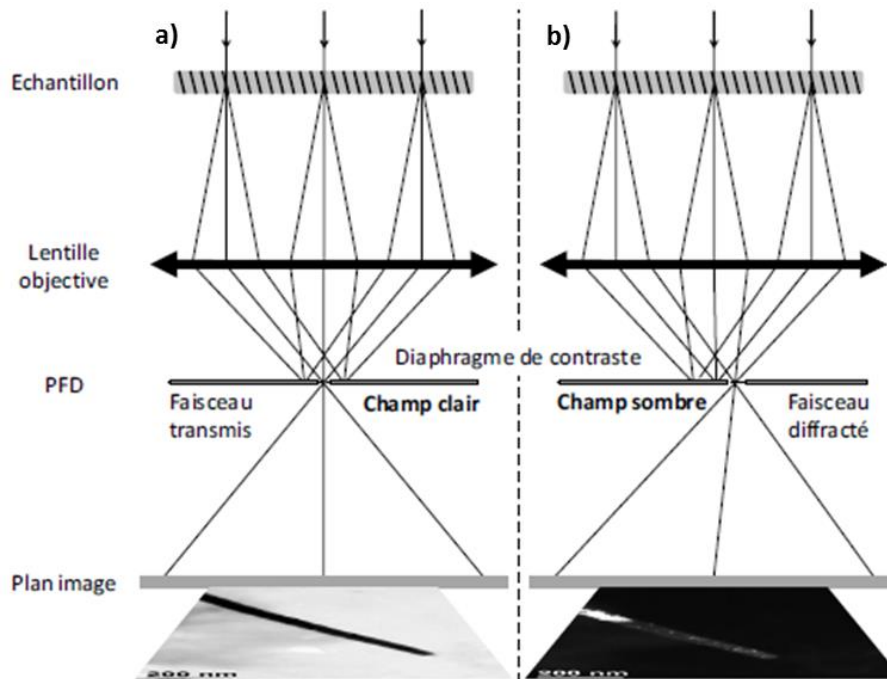 a)
b)
Echantillon
Lentille
objective
Diaphragme de contraste
PFD
Faisceau
transmis
Champ clair
Champ sombre
Faisceau
diffracté
Plan image
200 nm
200 nm